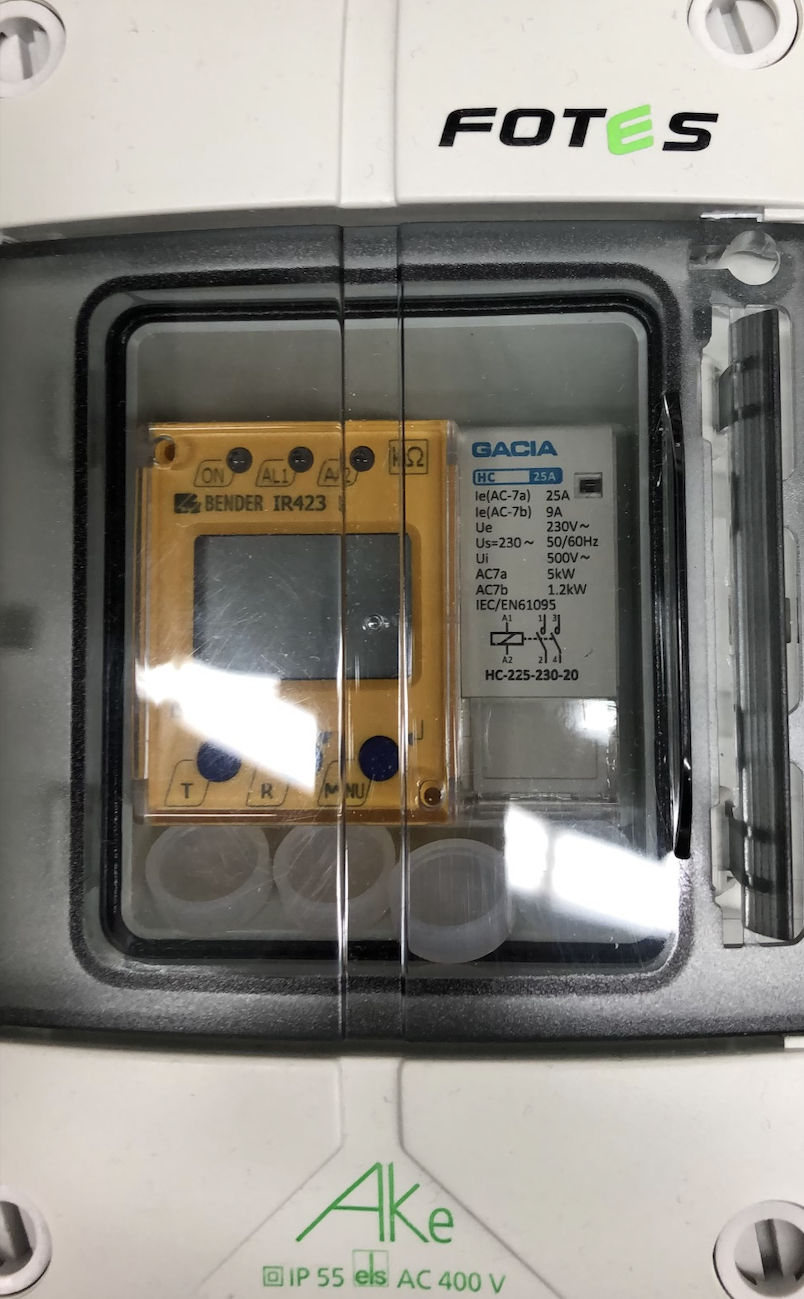 FOTES
ON AL1 AL2 kΩ
BENDER IR423
T R MENU
GACIA
HC 25A
Ie(AC-7a) 25A
Ie(AC-7b) 9A
Ue 230V~
Us=230~ 50/60Hz
Ui 500V~
AC7a 5kW
AC7b 1.2kW
IEC/EN61095
A1 1 3
A2 2 4
HC-225-230-20
AKe
IP 55 els AC 400 V